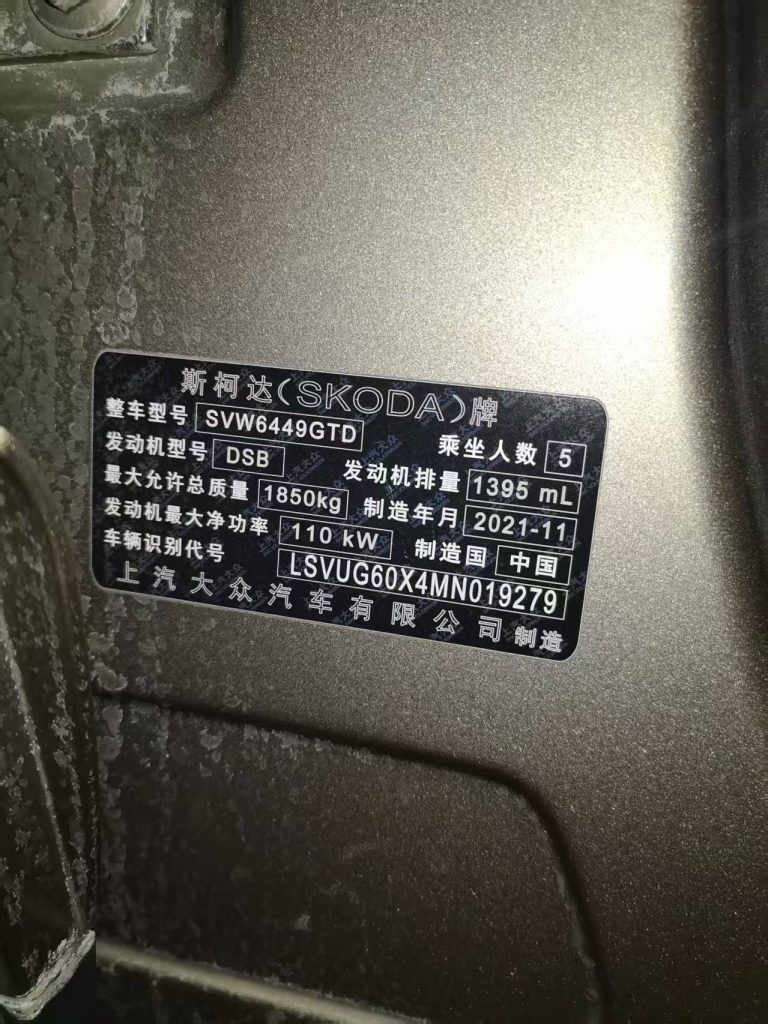 斯柯达(SKODA)牌
整车型号 SVW6449GTD 乘坐人数 5
发动机型号 DSB 发动机排量 1395 mL
最大允许总质量 1850kg 制造年月 2021-11
发动机最大净功率 110 kW 制造国 中国
车辆识别代号 LSVUG60X4MN019279
上汽大众汽车有限公司 制造